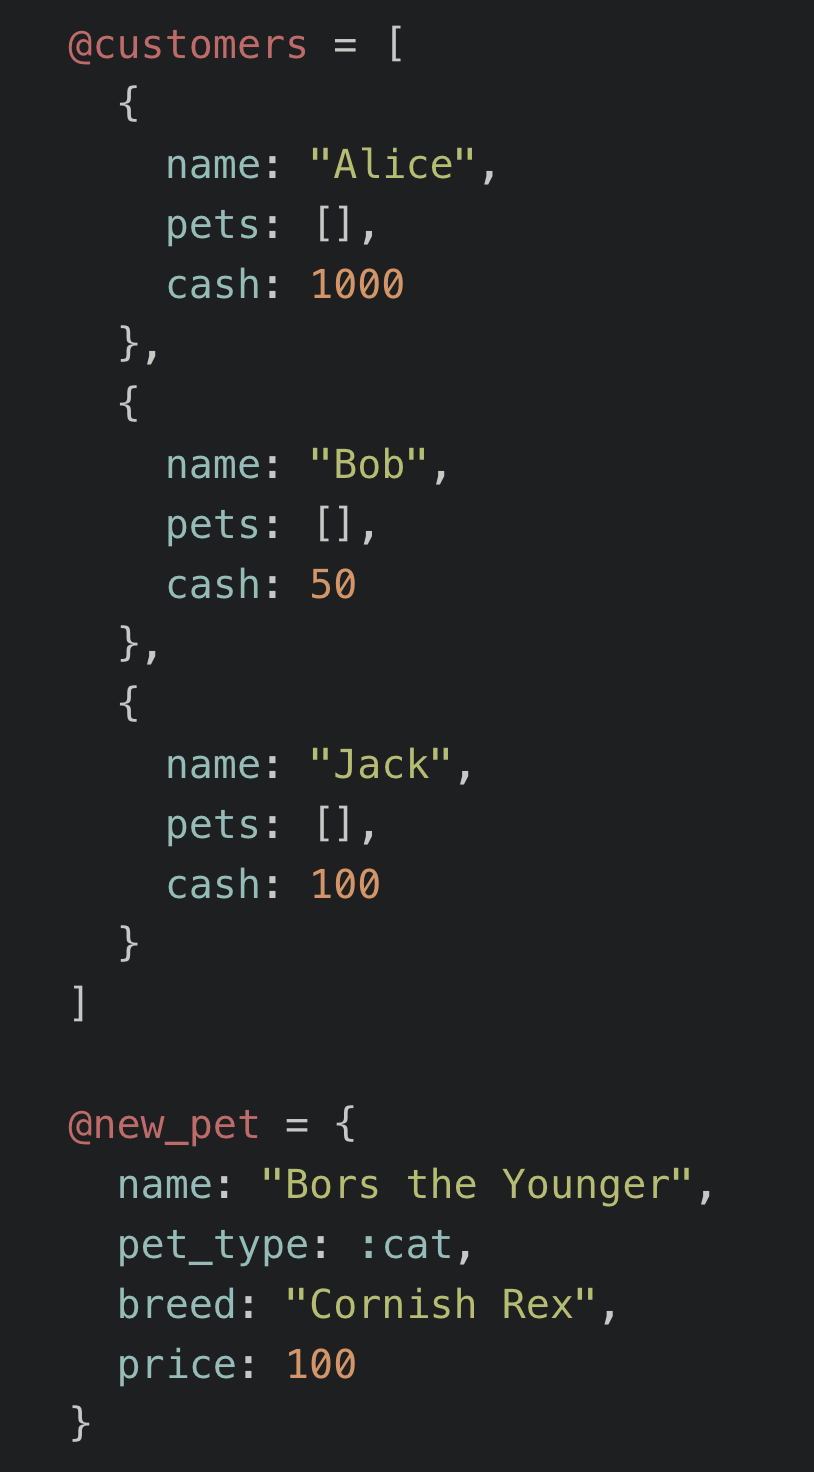 @customers = [
  {
    name: "Alice",
    pets: [],
    cash: 1000
  },
  {
    name: "Bob",
    pets: [],
    cash: 50
  },
  {
    name: "Jack",
    pets: [],
    cash: 100
  }
]

@new_pet = {
  name: "Bors the Younger",
  pet_type: :cat,
  breed: "Cornish Rex",
  price: 100
}